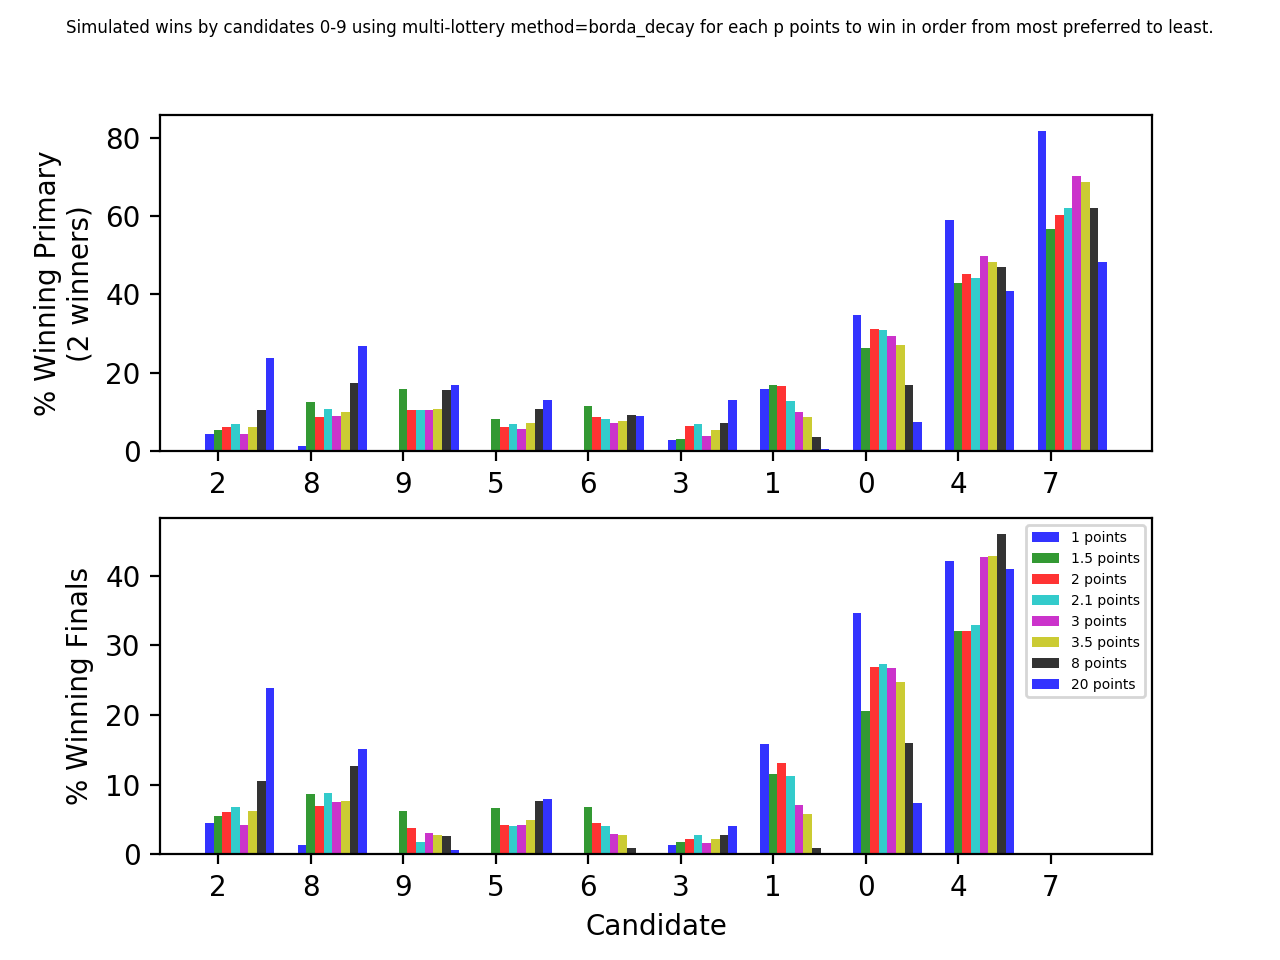 Simulated wins by candidates 0-9 using multi-lottery method=borda_decay for each p points to win in order from most preferred to least.
% Winning Primary
(2 winners)
80
60
40
20
0
2 8 9 5 6 3 1 0 4 7
% Winning Finals
40
30
20
10
0
1 points
1.5 points
2 points
2.1 points
3 points
3.5 points
8 points
20 points
2 8 9 5 6 3 1 0 4 7
Candidate